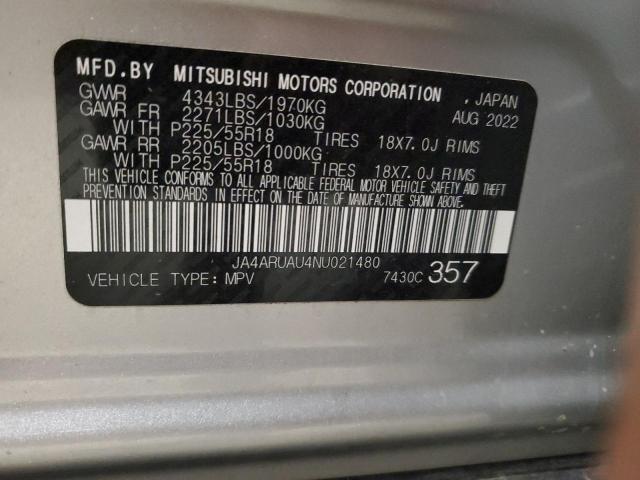 MFD.BY MITSUBISHI MOTORS CORPORATION , JAPAN
GVWR 4343LBS/1970KG AUG 2022
GAWR FR 2271LBS/1030KG
WITH P225/55R18 TIRES 18X7.0J RIMS
GAWR RR 2205LBS/1000KG
WITH P225/55R18 TIRES 18X7.0J RIMS
THIS VEHICLE CONFORMS TO ALL APPLICABLE FEDERAL MOTOR VEHICLE SAFETY AND THEFT
PREVENTION STANDARDS IN EFFECT ON THE DATE OF MANUFACTURE SHOWN ABOVE.
JA4ARUAU4NU021480
VEHICLE TYPE: MPV 7430C 357